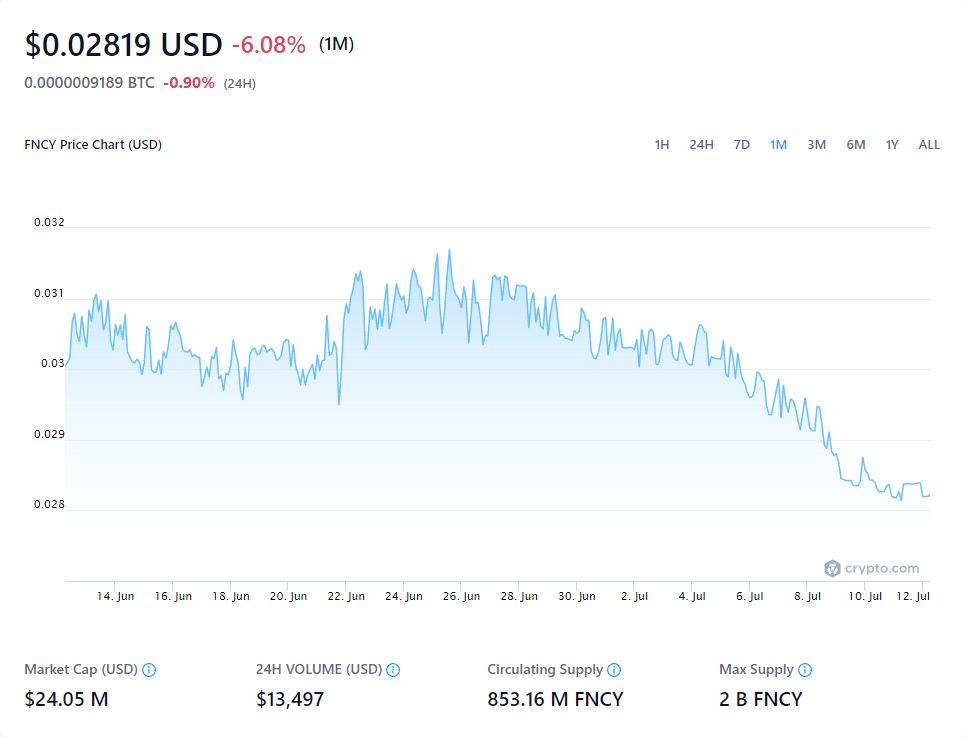 $0.02819 USD -6.08% (1M)
0.0000009189 BTC -0.90% (24H)
FNCY Price Chart (USD) 1H 24H 7D 1M 3M 6M 1Y ALL
0.032
0.031
0.03
0.029
0.028
crypto.com
14. Jun 16. Jun 18. Jun 20. Jun 22. Jun 24. Jun 26. Jun 28. Jun 30. Jun 2. Jul 4. Jul 6. Jul 8. Jul 10. Jul 12. Jul
Market Cap (USD) 24H VOLUME (USD) Circulating Supply Max Supply
$24.05 M $13,497 853.16 M FNCY 2 B FNCY